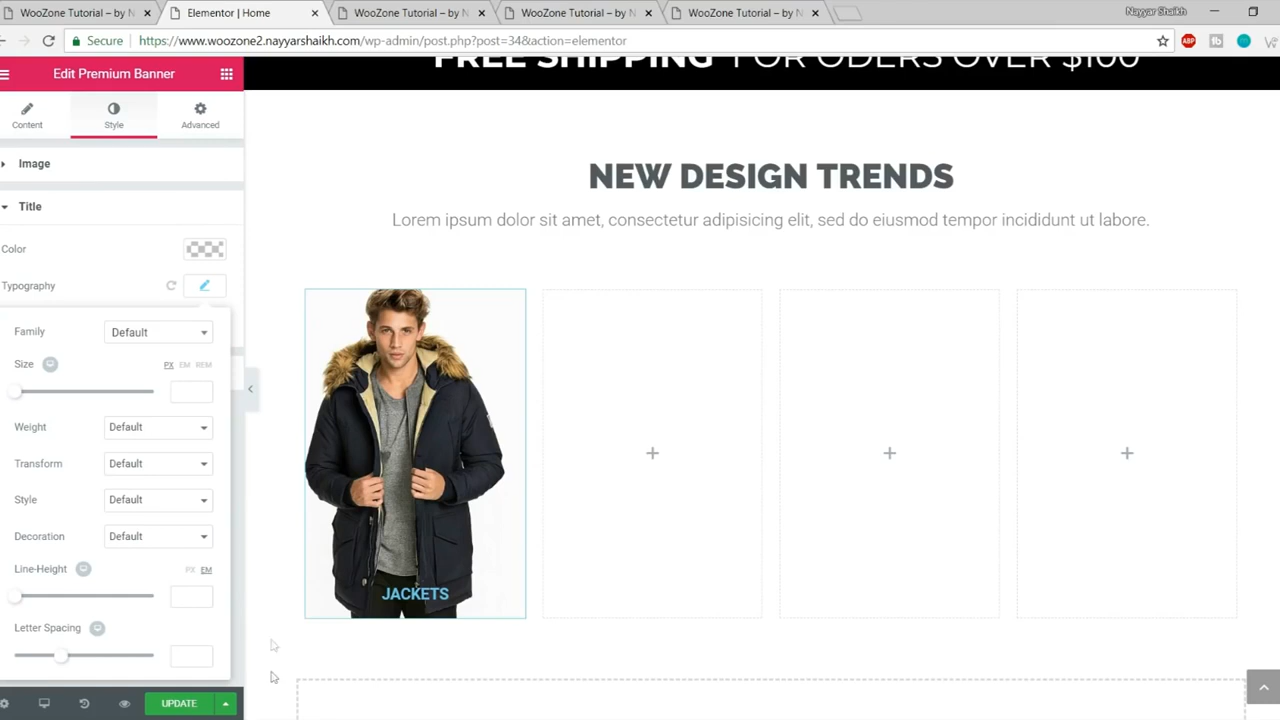 WooZone Tutorial – by N
Elementor | Home
WooZone Tutorial – by N
WooZone Tutorial – by N
WooZone Tutorial – by N
Nayyar Shaikh
Secure
https://www.woozone2.nayyarshaikh.com/wp-admin/post.php?post=34&action=elementor
ABP
Edit Premium Banner
Content
Style
Advanced
Image
Title
Color
Typography
Family
Default
Size
PX EM REM
Weight
Default
Transform
Default
Style
Default
Decoration
Default
Line-Height
PX EM
Letter Spacing
UPDATE
FREE SHIPPING FOR ODERS OVER $100
NEW DESIGN TRENDS
Lorem ipsum dolor sit amet, consectetur adipisicing elit, sed do eiusmod tempor incididunt ut labore.
JACKETS